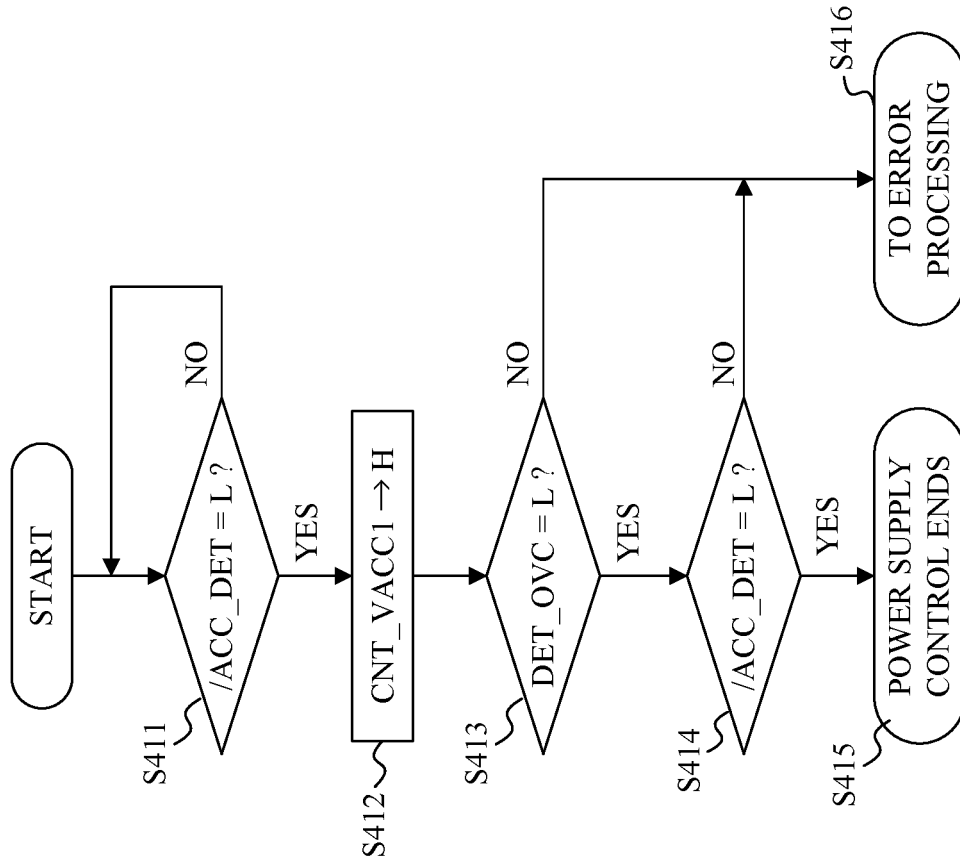 START
S411
/ACC_DET = L ?
NO
YES
S412
CNT_VACC1 → H
S413
DET_OVC = L ?
NO
YES
S414
/ACC_DET = L ?
NO
YES
S415
POWER SUPPLY
CONTROL ENDS
S416
TO ERROR
PROCESSING